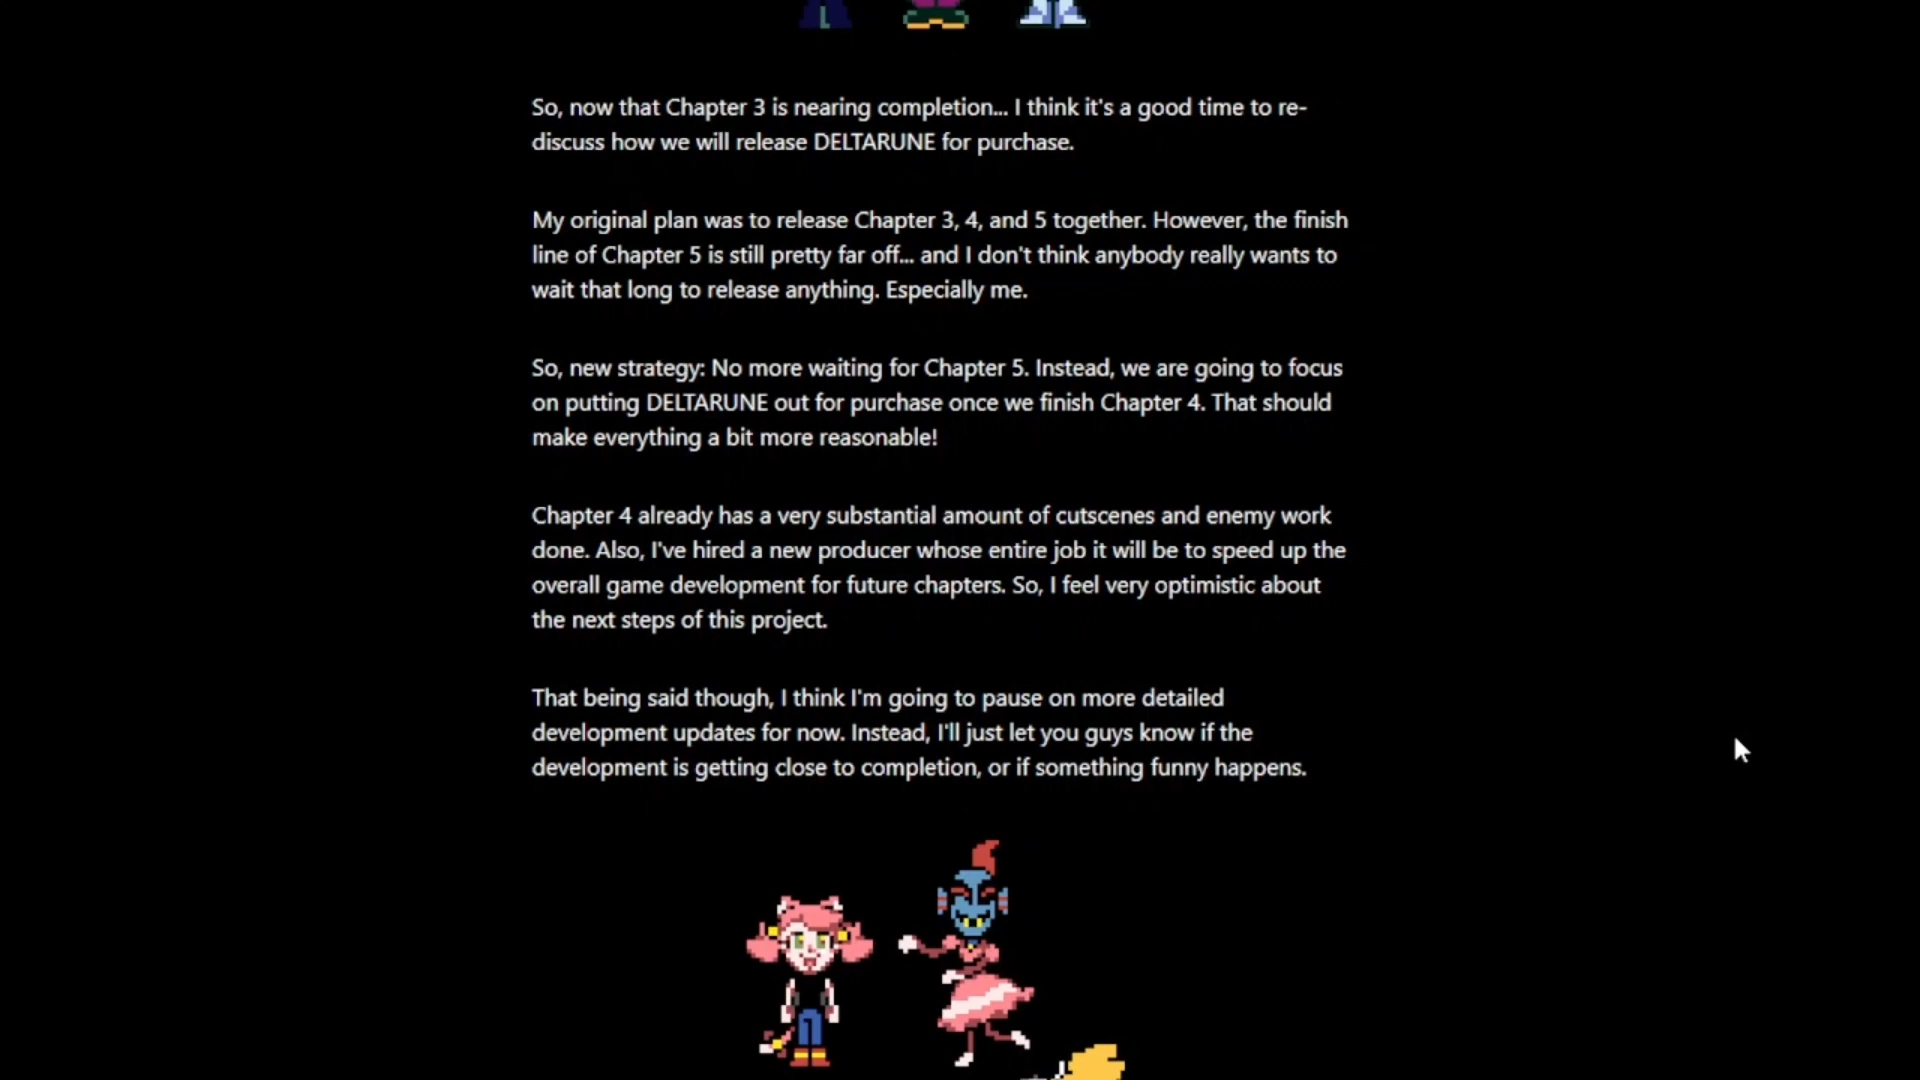 So, now that Chapter 3 is nearing completion... I think it's a good time to re-
discuss how we will release DELTARUNE for purchase.
My original plan was to release Chapter 3, 4, and 5 together. However, the finish
line of Chapter 5 is still pretty far off... and I don't think anybody really wants to
wait that long to release anything. Especially me.
So, new strategy: No more waiting for Chapter 5. Instead, we are going to focus
on putting DELTARUNE out for purchase once we finish Chapter 4. That should
make everything a bit more reasonable!
Chapter 4 already has a very substantial amount of cutscenes and enemy work
done. Also, I've hired a new producer whose entire job it will be to speed up the
overall game development for future chapters. So, I feel very optimistic about
the next steps of this project.
That being said though, I think I'm going to pause on more detailed
development updates for now. Instead, I'll just let you guys know if the
development is getting close to completion, or if something funny happens.